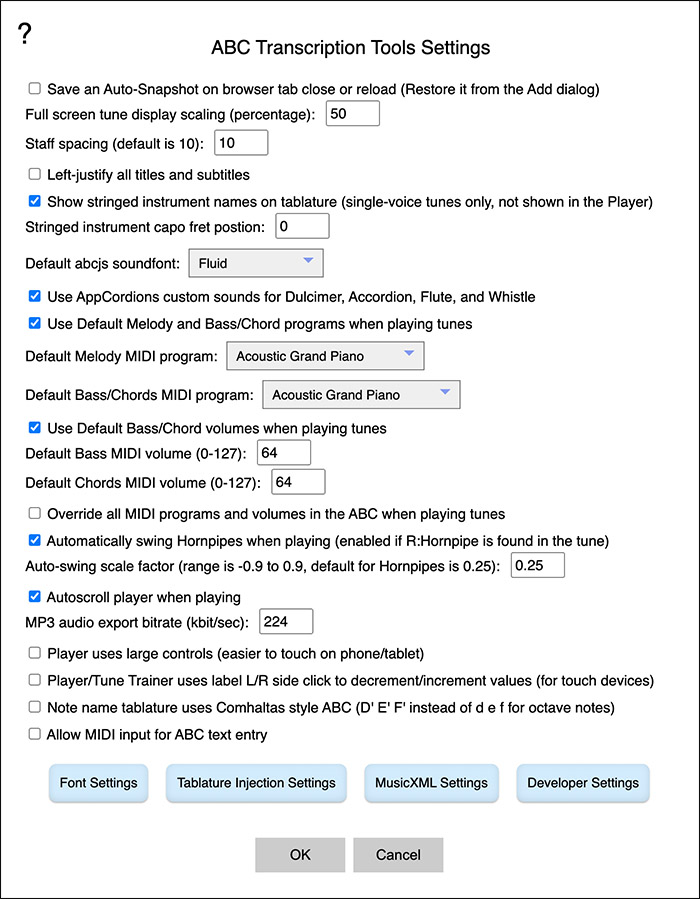 ?
ABC Transcription Tools Settings
Save an Auto-Snapshot on browser tab close or reload (Restore it from the Add dialog)
Full screen tune display scaling (percentage): 50
Staff spacing (default is 10): 10
Left-justify all titles and subtitles
Show stringed instrument names on tablature (single-voice tunes only, not shown in the Player)
Stringed instrument capo fret postion: 0
Default abcjs soundfont: Fluid
Use AppCordions custom sounds for Dulcimer, Accordion, Flute, and Whistle
Use Default Melody and Bass/Chord programs when playing tunes
Default Melody MIDI program: Acoustic Grand Piano
Default Bass/Chords MIDI program: Acoustic Grand Piano
Use Default Bass/Chord volumes when playing tunes
Default Bass MIDI volume (0-127): 64
Default Chords MIDI volume (0-127): 64
Override all MIDI programs and volumes in the ABC when playing tunes
Automatically swing Hornpipes when playing (enabled if R:Hornpipe is found in the tune)
Auto-swing scale factor (range is -0.9 to 0.9, default for Hornpipes is 0.25): 0.25
Autoscroll player when playing
MP3 audio export bitrate (kbit/sec): 224
Player uses large controls (easier to touch on phone/tablet)
Player/Tune Trainer uses label L/R side click to decrement/increment values (for touch devices)
Note name tablature uses Comhaltas style ABC (D' E' F' instead of d e f for octave notes)
Allow MIDI input for ABC text entry
Font Settings Tablature Injection Settings MusicXML Settings Developer Settings
OK Cancel